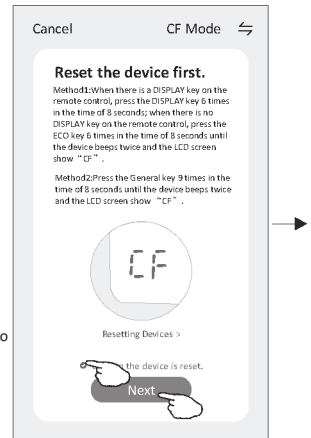 Cancel CF Mode
Reset the device first.
Method1:When there is a DISPLAY key on the
remote control, press the DISPLAY key 6 times
in the time of 8 seconds; when there is no
DISPLAY key on the remote control, press the
ECO key 6 times in the time of 8 seconds until
the device beeps twice and the LCD screen
show “CF”.
Method2:Press the General key 9 times in the
time of 8 seconds until the device beeps twice
and the LCD screen show “CF”.
CF
Resetting Devices >
o
the device is reset.
Next